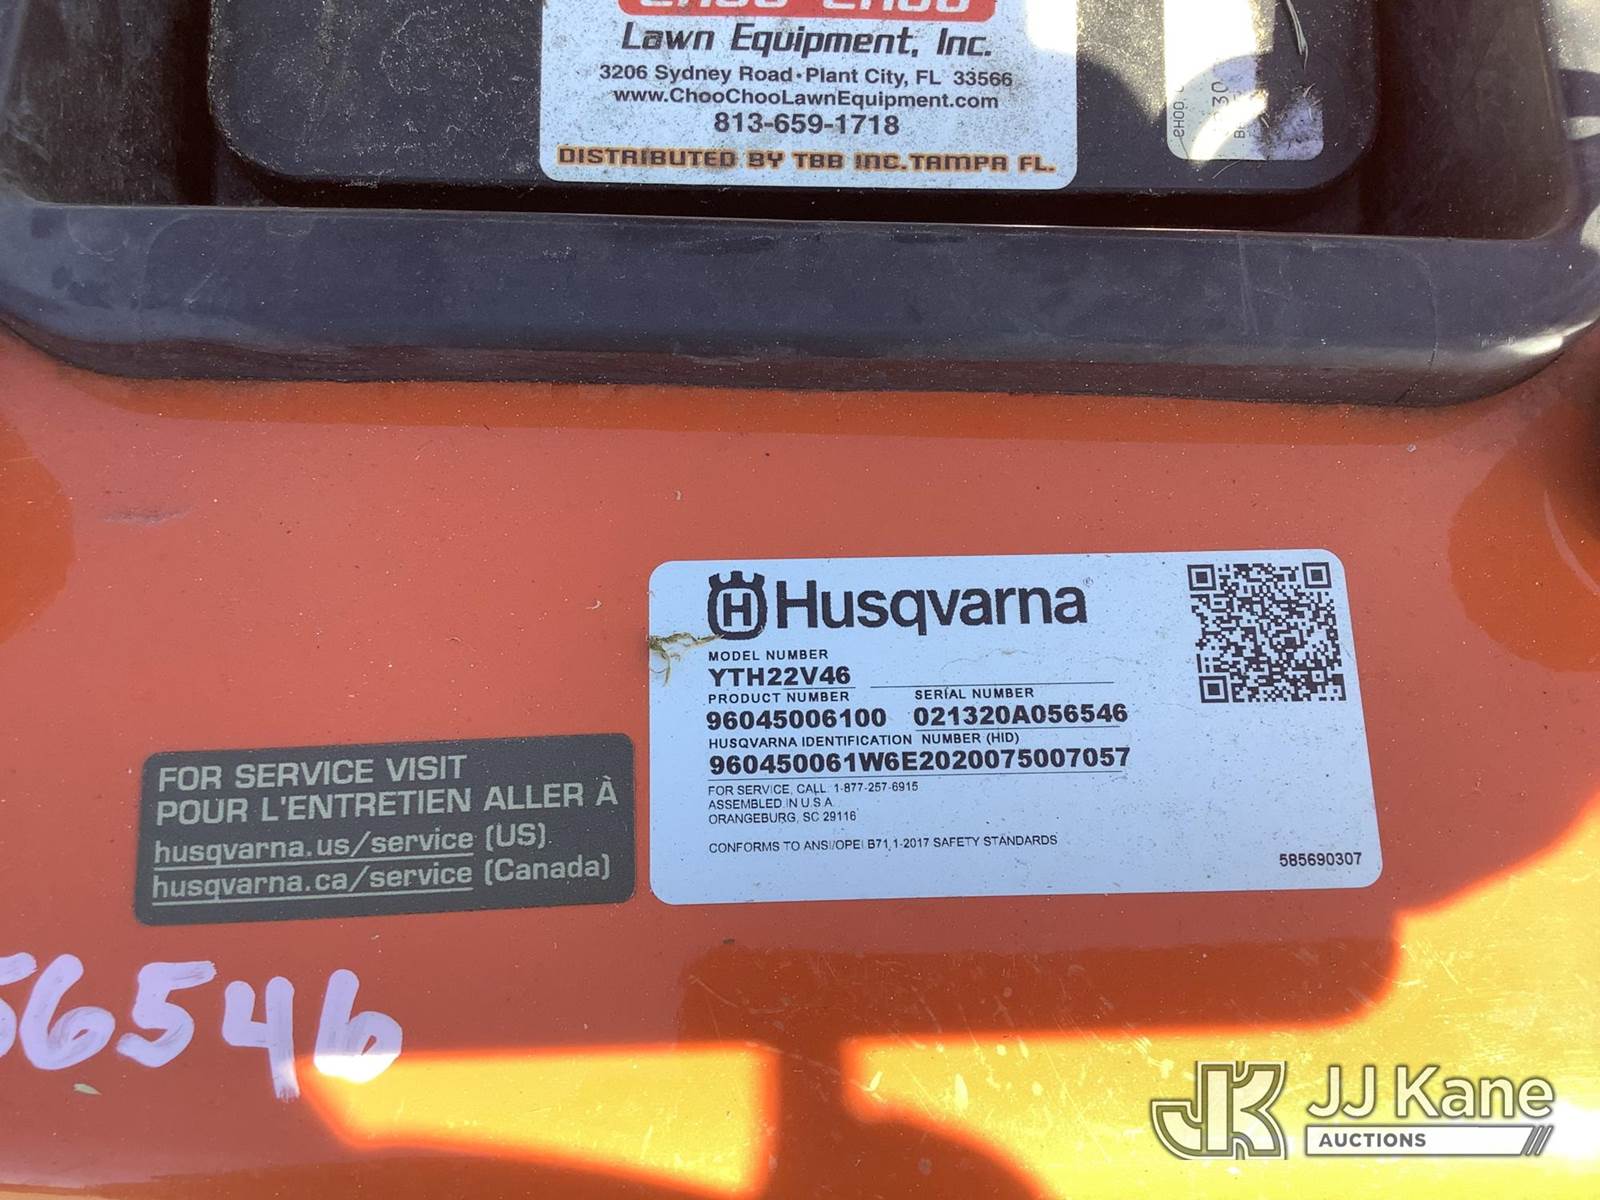 Lawn Equipment, Inc.
3206 Sydney Road • Plant City, FL 33566
www.ChooChooLawnEquipment.com
813-659-1718
DISTRIBUTED BY TBB INC. TAMPA FL.
Husqvarna
MODEL NUMBER
YTH22V46
PRODUCT NUMBER SERIAL NUMBER
96045006100 021320A056546
HUSQVARNA IDENTIFICATION NUMBER (HID)
960450061W6E2020075007057
FOR SERVICE, CALL 1-877-257-6915
ASSEMBLED IN U.S.A.
ORANGEBURG, SC 29116
CONFORMS TO ANSI/OPEI B71.1-2017 SAFETY STANDARDS
585690307
FOR SERVICE VISIT
POUR L'ENTRETIEN ALLER À
husqvarna.us/service (US)
husqvarna.ca/service (Canada)
56546
JK JJ Kane
AUCTIONS